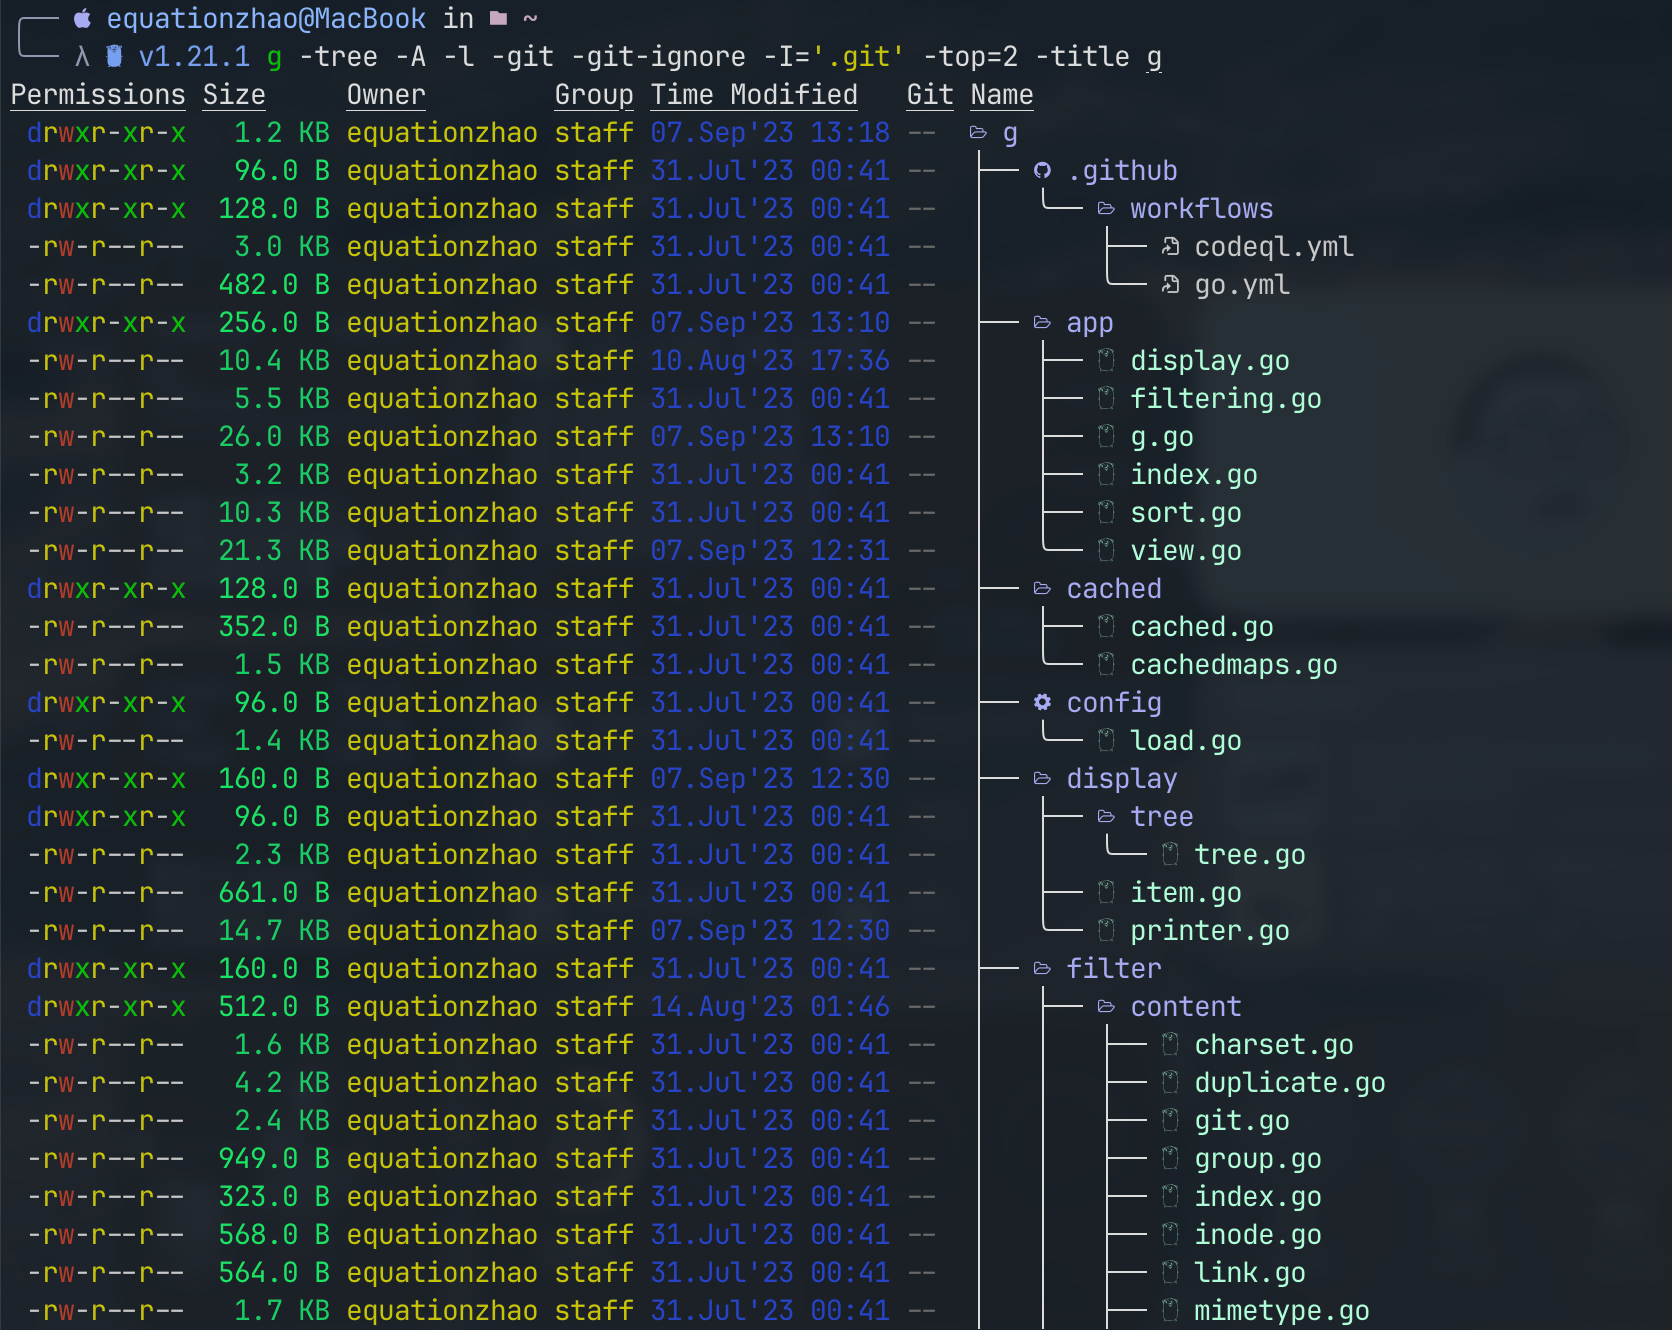 equationzhao@MacBook in ~
λ v1.21.1 g -tree -A -l -git -git-ignore -I='.git' -top=2 -title g
Permissions Size Owner Group Time Modified Git Name
drwxr-xr-x 1.2 KB equationzhao staff 07.Sep'23 13:18 -- g
drwxr-xr-x 96.0 B equationzhao staff 31.Jul'23 00:41 -- ├── .github
drwxr-xr-x 128.0 B equationzhao staff 31.Jul'23 00:41 -- │ ╰── workflows
-rw-r--r-- 3.0 KB equationzhao staff 31.Jul'23 00:41 -- │ ├── codeql.yml
-rw-r--r-- 482.0 B equationzhao staff 31.Jul'23 00:41 -- │ ╰── go.yml
drwxr-xr-x 256.0 B equationzhao staff 07.Sep'23 13:10 -- ├── app
-rw-r--r-- 10.4 KB equationzhao staff 10.Aug'23 17:36 -- │ ├── display.go
-rw-r--r-- 5.5 KB equationzhao staff 31.Jul'23 00:41 -- │ ├── filtering.go
-rw-r--r-- 26.0 KB equationzhao staff 07.Sep'23 13:10 -- │ ├── g.go
-rw-r--r-- 3.2 KB equationzhao staff 31.Jul'23 00:41 -- │ ├── index.go
-rw-r--r-- 10.3 KB equationzhao staff 31.Jul'23 00:41 -- │ ├── sort.go
-rw-r--r-- 21.3 KB equationzhao staff 07.Sep'23 12:31 -- │ ╰── view.go
drwxr-xr-x 128.0 B equationzhao staff 31.Jul'23 00:41 -- ├── cached
-rw-r--r-- 352.0 B equationzhao staff 31.Jul'23 00:41 -- │ ├── cached.go
-rw-r--r-- 1.5 KB equationzhao staff 31.Jul'23 00:41 -- │ ╰── cachedmaps.go
drwxr-xr-x 96.0 B equationzhao staff 31.Jul'23 00:41 -- ├── config
-rw-r--r-- 1.4 KB equationzhao staff 31.Jul'23 00:41 -- │ ╰── load.go
drwxr-xr-x 160.0 B equationzhao staff 07.Sep'23 12:30 -- ├── display
drwxr-xr-x 96.0 B equationzhao staff 31.Jul'23 00:41 -- │ ├── tree
-rw-r--r-- 2.3 KB equationzhao staff 31.Jul'23 00:41 -- │ │ ╰── tree.go
-rw-r--r-- 661.0 B equationzhao staff 31.Jul'23 00:41 -- │ ├── item.go
-rw-r--r-- 14.7 KB equationzhao staff 07.Sep'23 12:30 -- │ ╰── printer.go
drwxr-xr-x 160.0 B equationzhao staff 31.Jul'23 00:41 -- ├── filter
drwxr-xr-x 512.0 B equationzhao staff 14.Aug'23 01:46 -- │ ├── content
-rw-r--r-- 1.6 KB equationzhao staff 31.Jul'23 00:41 -- │ │ ├── charset.go
-rw-r--r-- 4.2 KB equationzhao staff 31.Jul'23 00:41 -- │ │ ├── duplicate.go
-rw-r--r-- 2.4 KB equationzhao staff 31.Jul'23 00:41 -- │ │ ├── git.go
-rw-r--r-- 949.0 B equationzhao staff 31.Jul'23 00:41 -- │ │ ├── group.go
-rw-r--r-- 323.0 B equationzhao staff 31.Jul'23 00:41 -- │ │ ├── index.go
-rw-r--r-- 568.0 B equationzhao staff 31.Jul'23 00:41 -- │ │ ├── inode.go
-rw-r--r-- 564.0 B equationzhao staff 31.Jul'23 00:41 -- │ │ ├── link.go
-rw-r--r-- 1.7 KB equationzhao staff 31.Jul'23 00:41 -- │ │ ├── mimetype.go